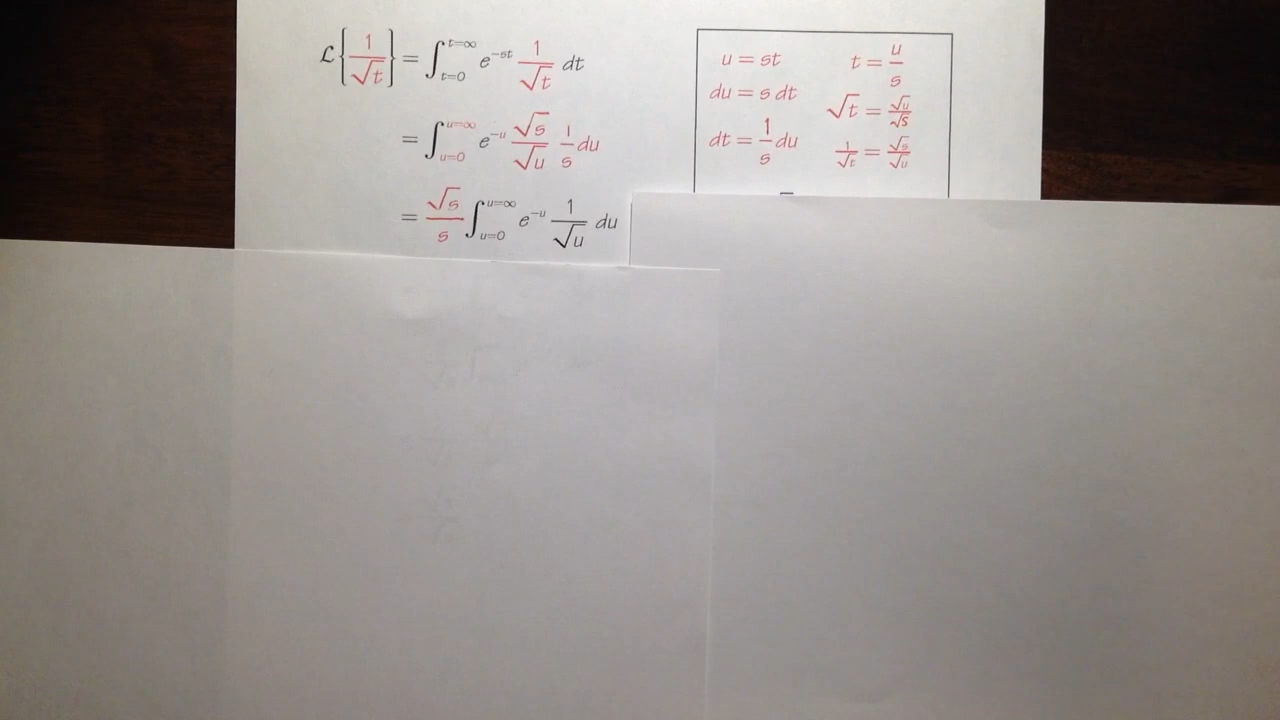 ℒ{1/√t} = ∫_{t=0}^{t=∞} e^{-st} 1/√t dt
= ∫_{u=0}^{u=∞} e^{-u} √s/√u 1/s du
= √s/s ∫_{u=0}^{u=∞} e^{-u} 1/√u du
u = st t = u/s
du = s dt √t = √u/√s
dt = 1/s du 1/√t = √s/√u